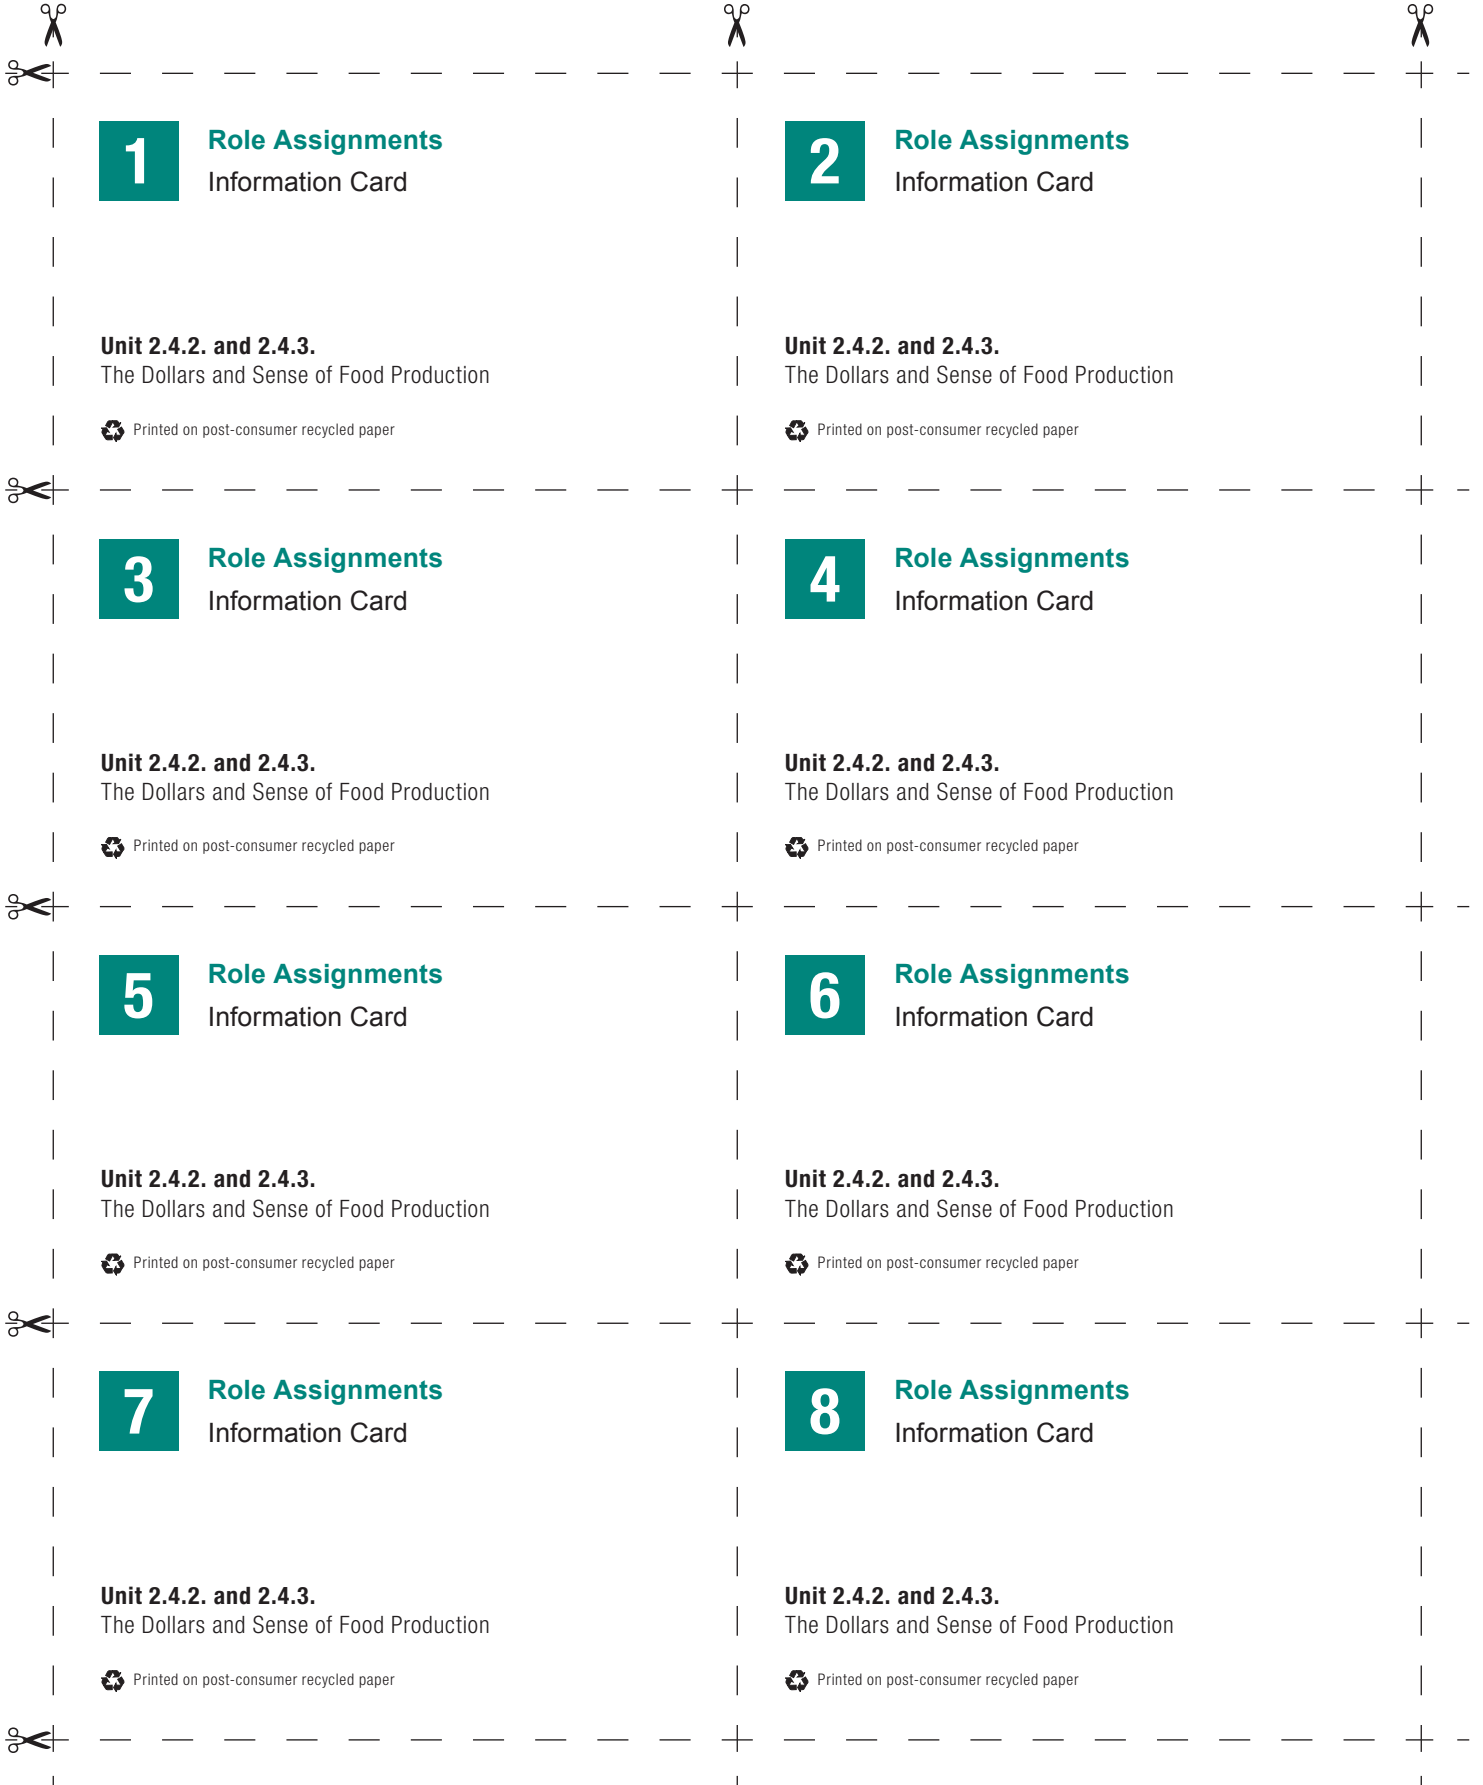 1
Role Assignments
Information Card
Unit 2.4.2. and 2.4.3.
The Dollars and Sense of Food Production
Printed on post-consumer recycled paper
2
Role Assignments
Information Card
Unit 2.4.2. and 2.4.3.
The Dollars and Sense of Food Production
Printed on post-consumer recycled paper
3
Role Assignments
Information Card
Unit 2.4.2. and 2.4.3.
The Dollars and Sense of Food Production
Printed on post-consumer recycled paper
4
Role Assignments
Information Card
Unit 2.4.2. and 2.4.3.
The Dollars and Sense of Food Production
Printed on post-consumer recycled paper
5
Role Assignments
Information Card
Unit 2.4.2. and 2.4.3.
The Dollars and Sense of Food Production
Printed on post-consumer recycled paper
6
Role Assignments
Information Card
Unit 2.4.2. and 2.4.3.
The Dollars and Sense of Food Production
Printed on post-consumer recycled paper
7
Role Assignments
Information Card
Unit 2.4.2. and 2.4.3.
The Dollars and Sense of Food Production
Printed on post-consumer recycled paper
8
Role Assignments
Information Card
Unit 2.4.2. and 2.4.3.
The Dollars and Sense of Food Production
Printed on post-consumer recycled paper